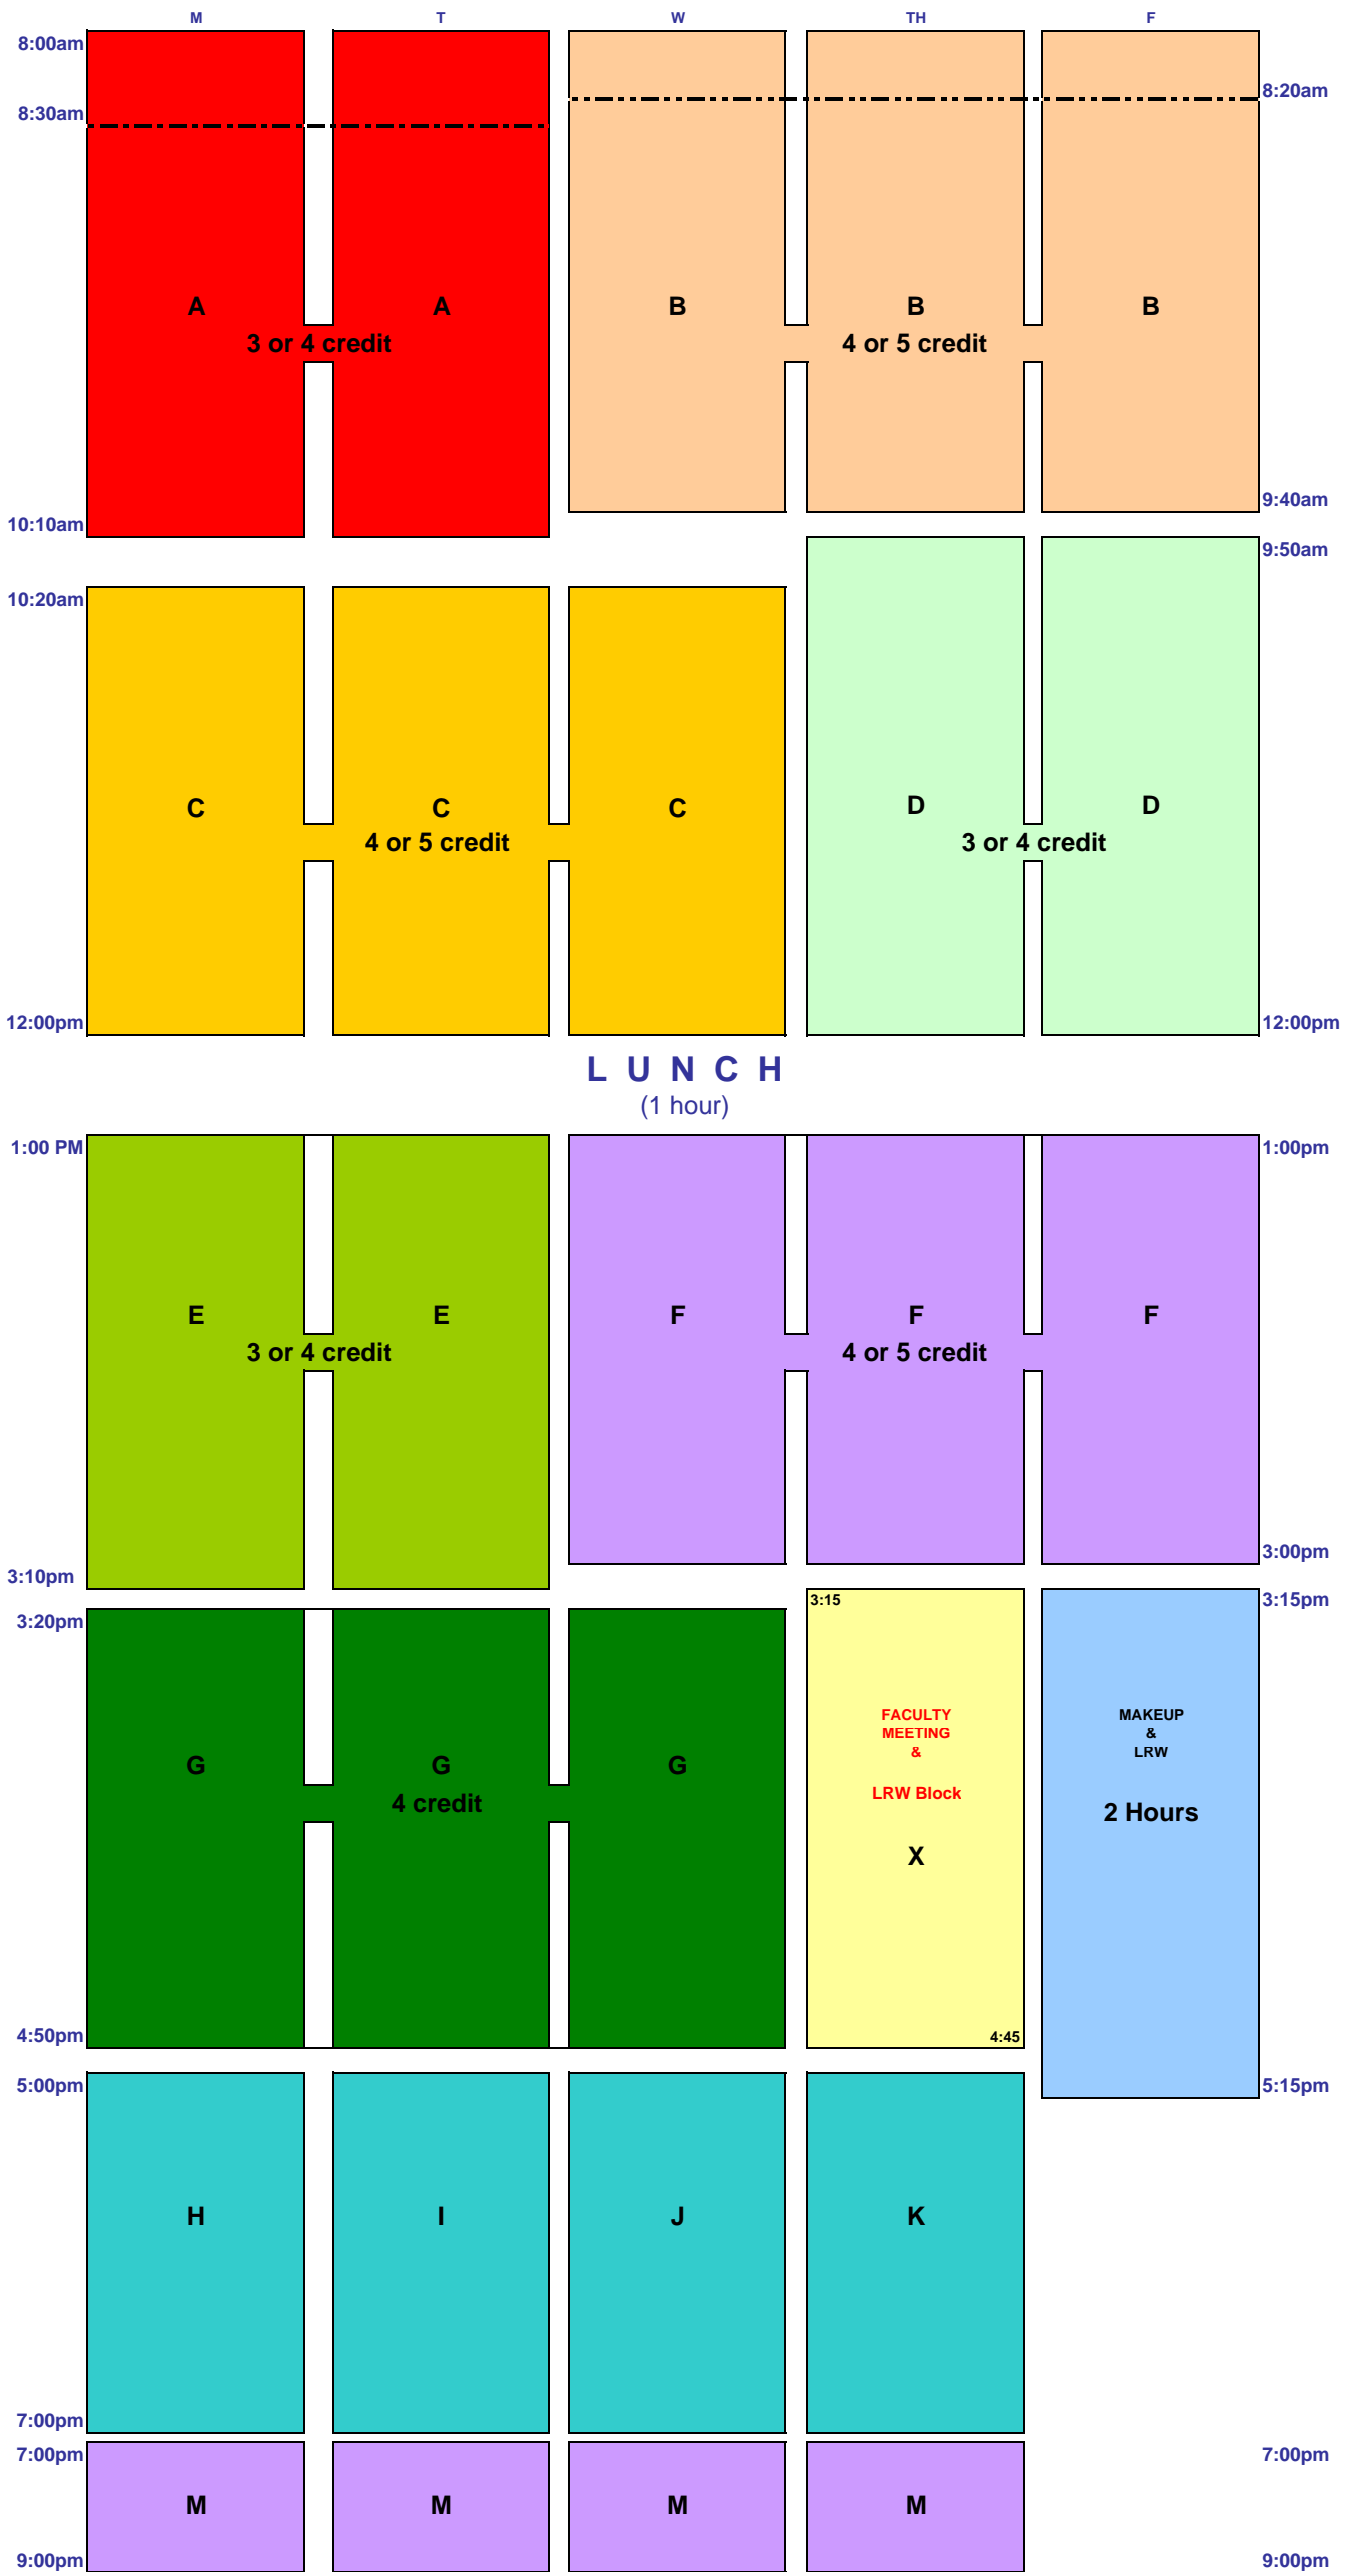 M T W TH F
8:00am
8:20am
8:30am
A A B B B
3 or 4 credit 4 or 5 credit
9:40am
10:10am
9:50am
10:20am
C C C D D
4 or 5 credit 3 or 4 credit
12:00pm 12:00pm
L U N C H
(1 hour)
1:00 PM 1:00pm
E E F F F
3 or 4 credit 4 or 5 credit
3:00pm
3:10pm
3:15 3:15pm
3:20pm
FACULTY
MEETING
&
LRW Block
X
MAKEUP
&
LRW
2 Hours
G G G
4 credit
4:50pm 4:45
5:00pm 5:15pm
H I J K
7:00pm
7:00pm 7:00pm
M M M M
9:00pm 9:00pm